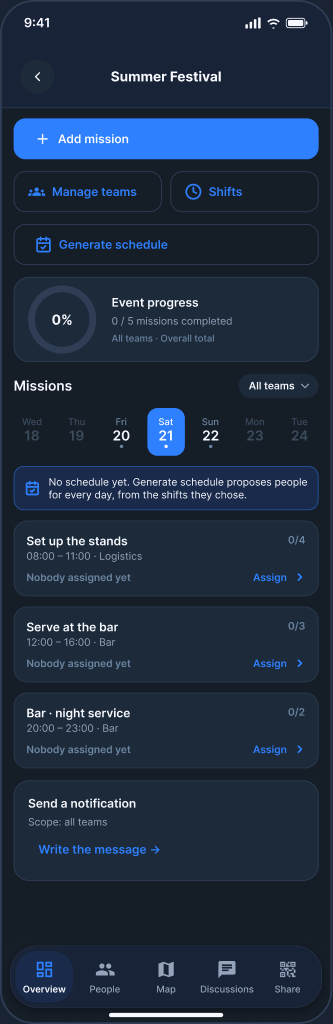 9:41
Summer Festival
Add mission
Manage teams
Shifts
Generate schedule
0%
Event progress
0 / 5 missions completed
All teams · Overall total
Missions
All teams
Wed Thu Fri Sat Sun Mon Tue
18 19 20 21 22 23 24
No schedule yet. Generate schedule proposes people
for every day, from the shifts they chose.
Set up the stands 0/4
08:00 – 11:00 · Logistics
Nobody assigned yet Assign
Serve at the bar 0/3
12:00 – 16:00 · Bar
Nobody assigned yet Assign
Bar · night service 0/2
20:00 – 23:00 · Bar
Nobody assigned yet Assign
Send a notification
Scope: all teams
Write the message →
Overview People Map Discussions Share